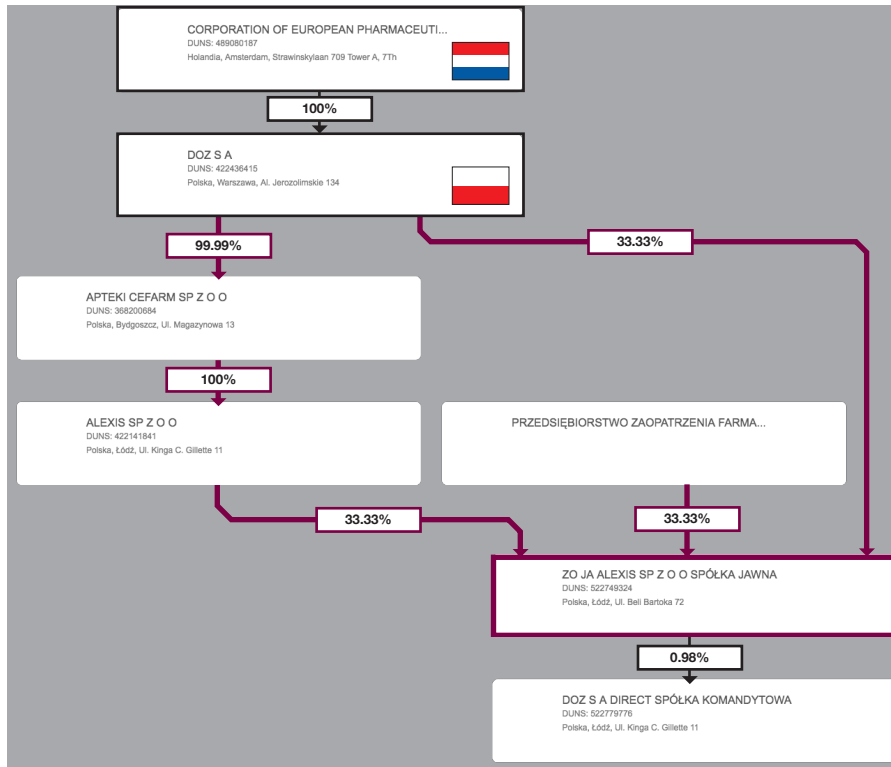 CORPORATION OF EUROPEAN PHARMACEUTI...
DUNS: 489080187
Holandia, Amsterdam, Strawinskylaan 709 Tower A, 7Th
100%
DOZ S A
DUNS: 422436415
Polska, Warszawa, Al. Jerozolimskie 134
99.99%
33.33%
APTEKI CEFARM SP Z O O
DUNS: 368200684
Polska, Bydgoszcz, Ul. Magazynowa 13
100%
ALEXIS SP Z O O
DUNS: 422141841
Polska, Łódź, Ul. Kinga C. Gillette 11
PRZEDSIĘBIORSTWO ZAOPATRZENIA FARMA...
33.33%
33.33%
ZO JA ALEXIS SP Z O O SPÓŁKA JAWNA
DUNS: 522749324
Polska, Łódź, Ul. Beli Bartoka 72
0.98%
DOZ S A DIRECT SPÓŁKA KOMANDYTOWA
DUNS: 522779776
Polska, Łódź, Ul. Kinga C. Gillette 11